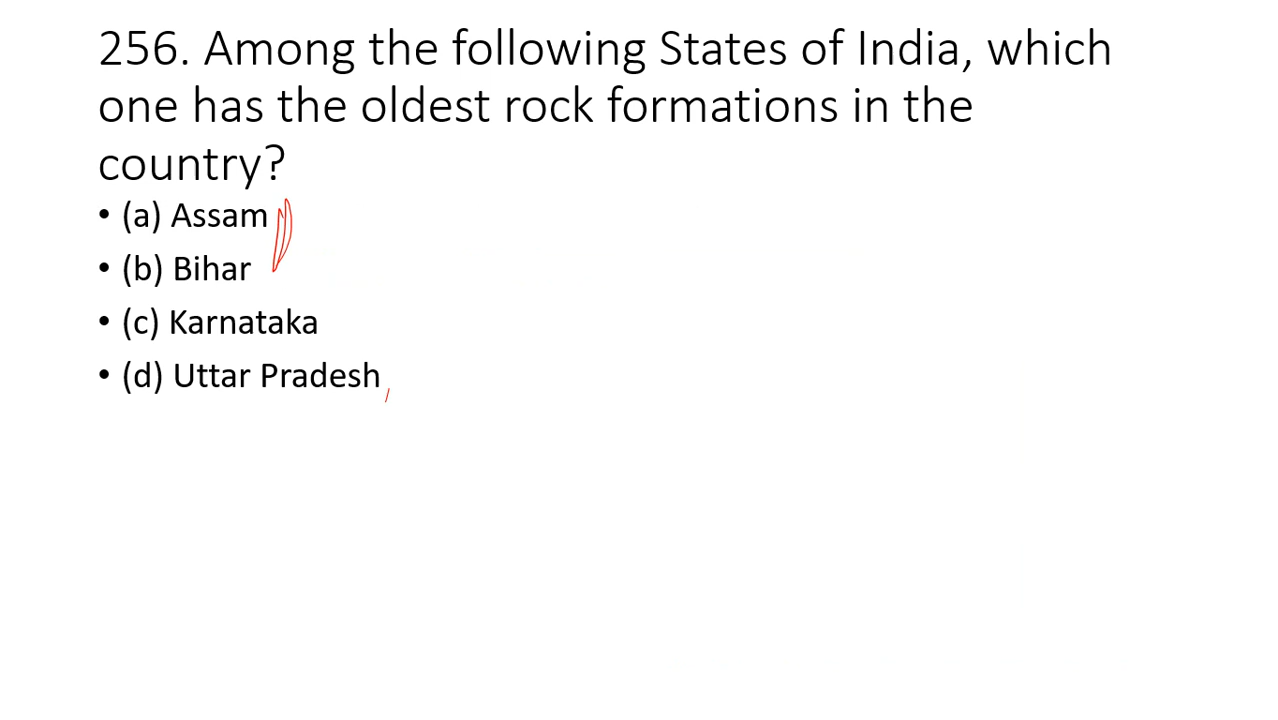 256. Among the following States of India, which
one has the oldest rock formations in the
country?
• (a) Assam
• (b) Bihar
• (c) Karnataka
• (d) Uttar Pradesh